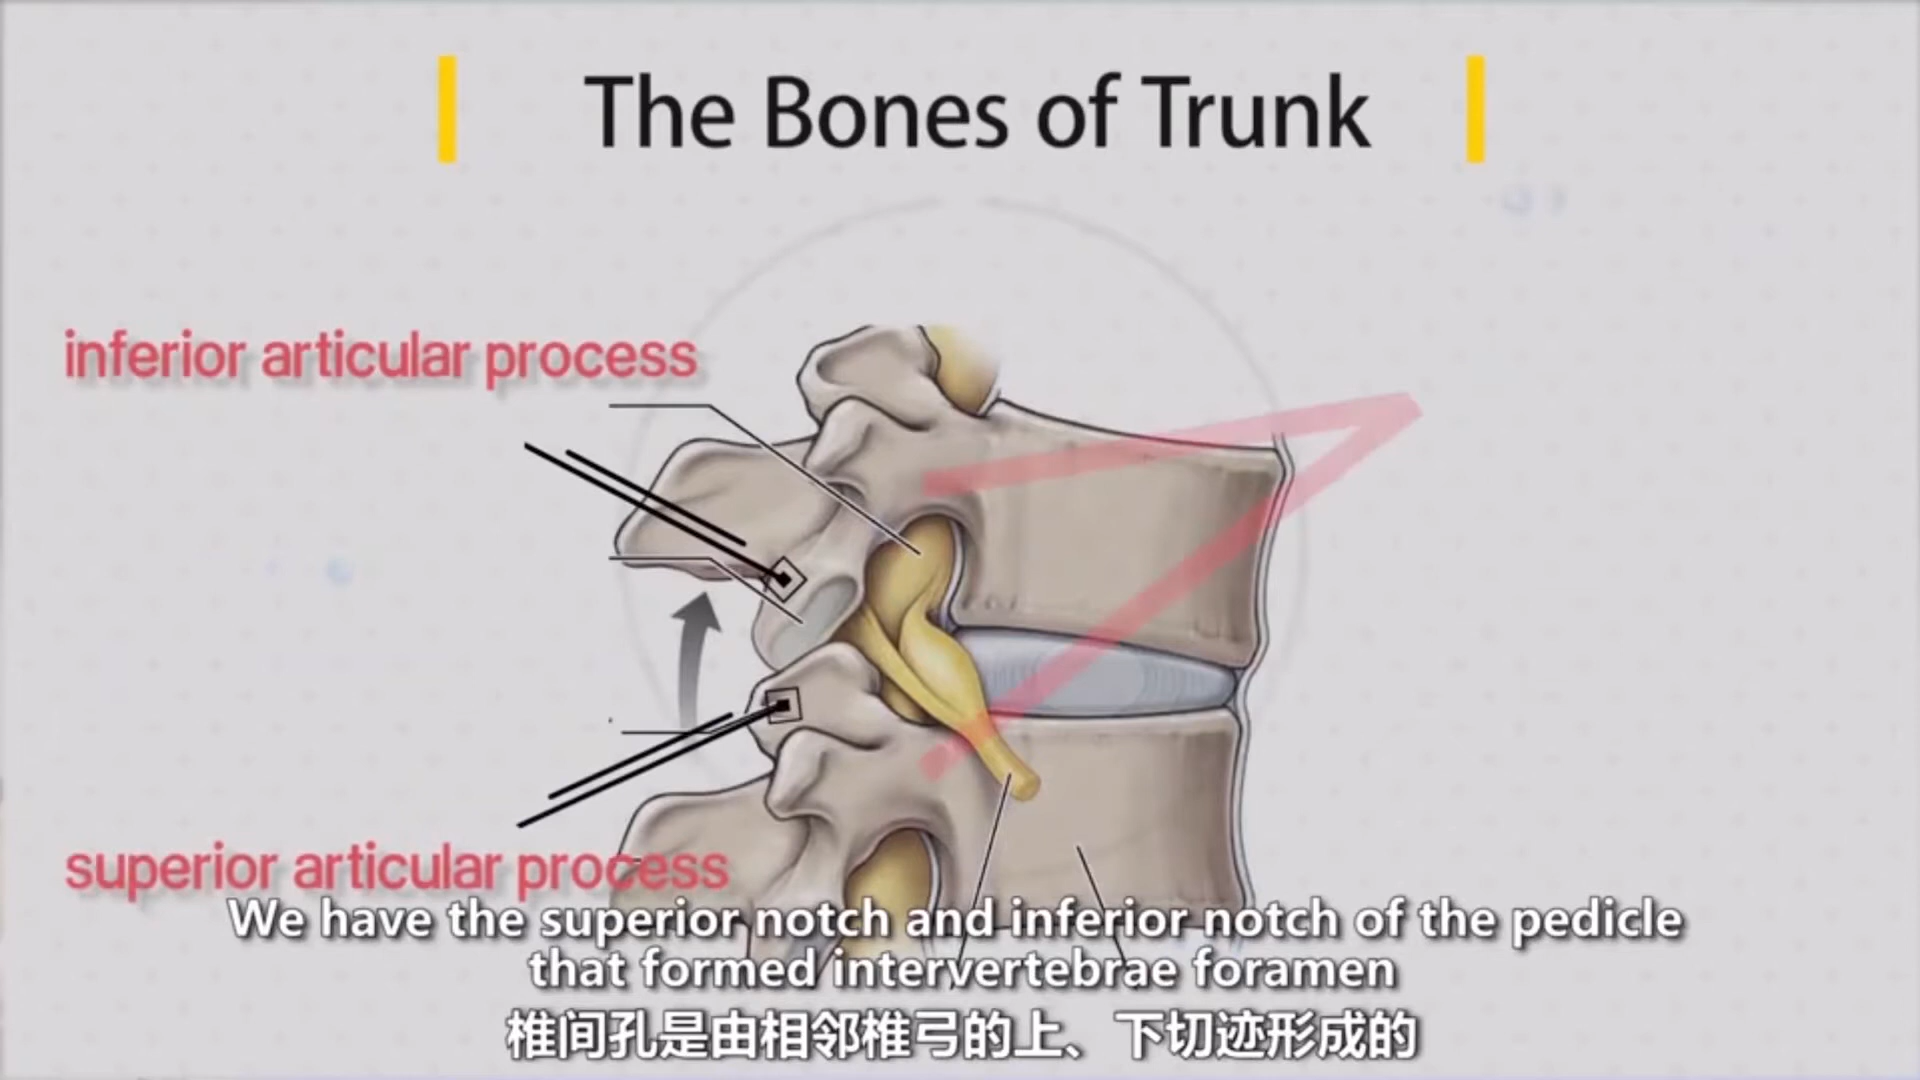 The Bones of Trunk
inferior articular process
superior articular process
We have the superior notch and inferior notch of the pedicle
that formed intervertebrae foramen
椎间孔是由相邻椎弓的上、下切迹形成的